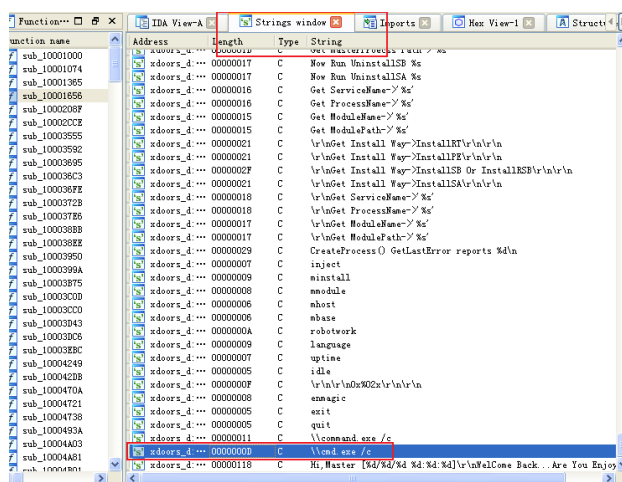 Function··· 
IDA View-A Strings window Imports Hex View-1 Struct
unction name
Address Length Type String
f sub_10001000
f sub_10001074
f sub_10001365
f sub_10001656
f sub_1000208F
f sub_10002CCE
f sub_10003555
f sub_10003592
f sub_10003695
f sub_100036C3
f sub_100036FE
f sub_1000372B
f sub_100037E6
f sub_100038BB
f sub_100038EE
f sub_10003950
f sub_1000399A
f sub_10003B75
f sub_10003C0D
f sub_10003CC0
f sub_10003D43
f sub_10003DC6
f sub_10003EBC
f sub_10004249
f sub_100042DB
f sub_1000470A
f sub_10004721
f sub_10004738
f sub_1000493A
f sub_10004A03
f sub_10004A81
f sub_10004B01
xdoors_d:··· 0000001D C Get MasterProcess Path-> %s
xdoors_d:··· 00000017 C Now Run UninstallSB %s
xdoors_d:··· 00000017 C Now Run UninstallSA %s
xdoors_d:··· 00000016 C Get ServiceName->'%s'
xdoors_d:··· 00000016 C Get ProcessName->'%s'
xdoors_d:··· 00000015 C Get ModuleName->'%s'
xdoors_d:··· 00000015 C Get ModulePath->'%s'
xdoors_d:··· 00000021 C \r\nGet Install Way->InstallRT\r\n\r\n
xdoors_d:··· 00000021 C \r\nGet Install Way->InstallPE\r\n\r\n
xdoors_d:··· 0000002F C \r\nGet Install Way->InstallSB Or InstallRSB\r\n\r\n
xdoors_d:··· 00000021 C \r\nGet Install Way->InstallSA\r\n\r\n
xdoors_d:··· 00000018 C \r\nGet ServiceName->'%s'
xdoors_d:··· 00000018 C \r\nGet ProcessName->'%s'
xdoors_d:··· 00000017 C \r\nGet ModuleName->'%s'
xdoors_d:··· 00000017 C \r\nGet ModulePath->'%s'
xdoors_d:··· 00000029 C CreateProcess() GetLastError reports %d\n
xdoors_d:··· 00000007 C inject
xdoors_d:··· 00000009 C minstall
xdoors_d:··· 00000008 C mmodule
xdoors_d:··· 00000006 C mhost
xdoors_d:··· 00000006 C mbase
xdoors_d:··· 0000000A C robotwork
xdoors_d:··· 00000009 C language
xdoors_d:··· 00000007 C uptime
xdoors_d:··· 00000005 C idle
xdoors_d:··· 0000000F C \r\n\r\n0x%02x\r\n\r\n
xdoors_d:··· 00000008 C enmagic
xdoors_d:··· 00000005 C exit
xdoors_d:··· 00000005 C quit
xdoors_d:··· 00000011 C \\command.exe /c
xdoors_d:··· 0000000D C \\cmd.exe /c
xdoors_d:··· 00000118 C Hi,Master [%d/%d/%d %d:%d:%d]\r\nWelCome Back...Are You Enjoy